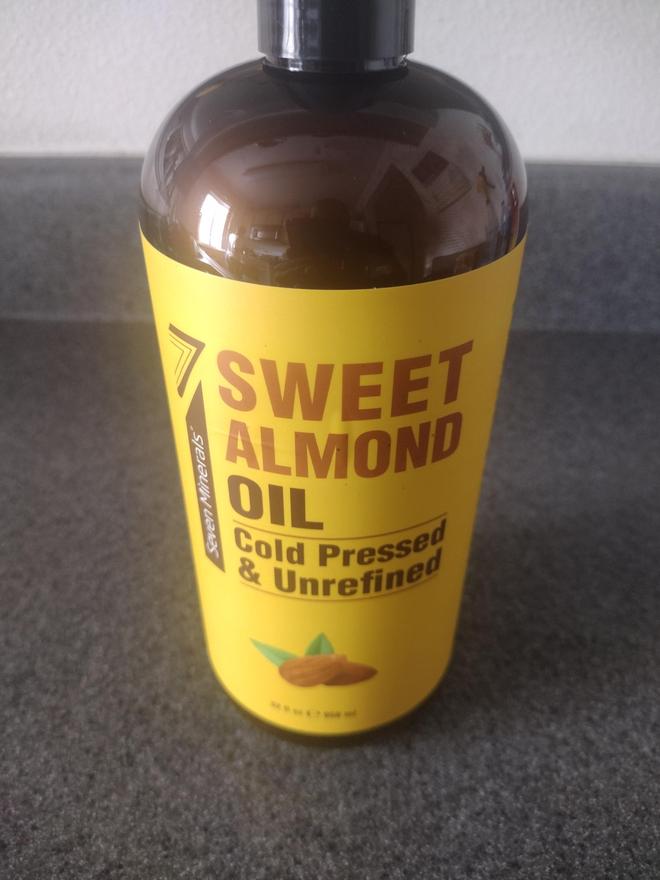 SWEET
ALMOND
OIL
Cold Pressed
& Unrefined
Seven Minerals